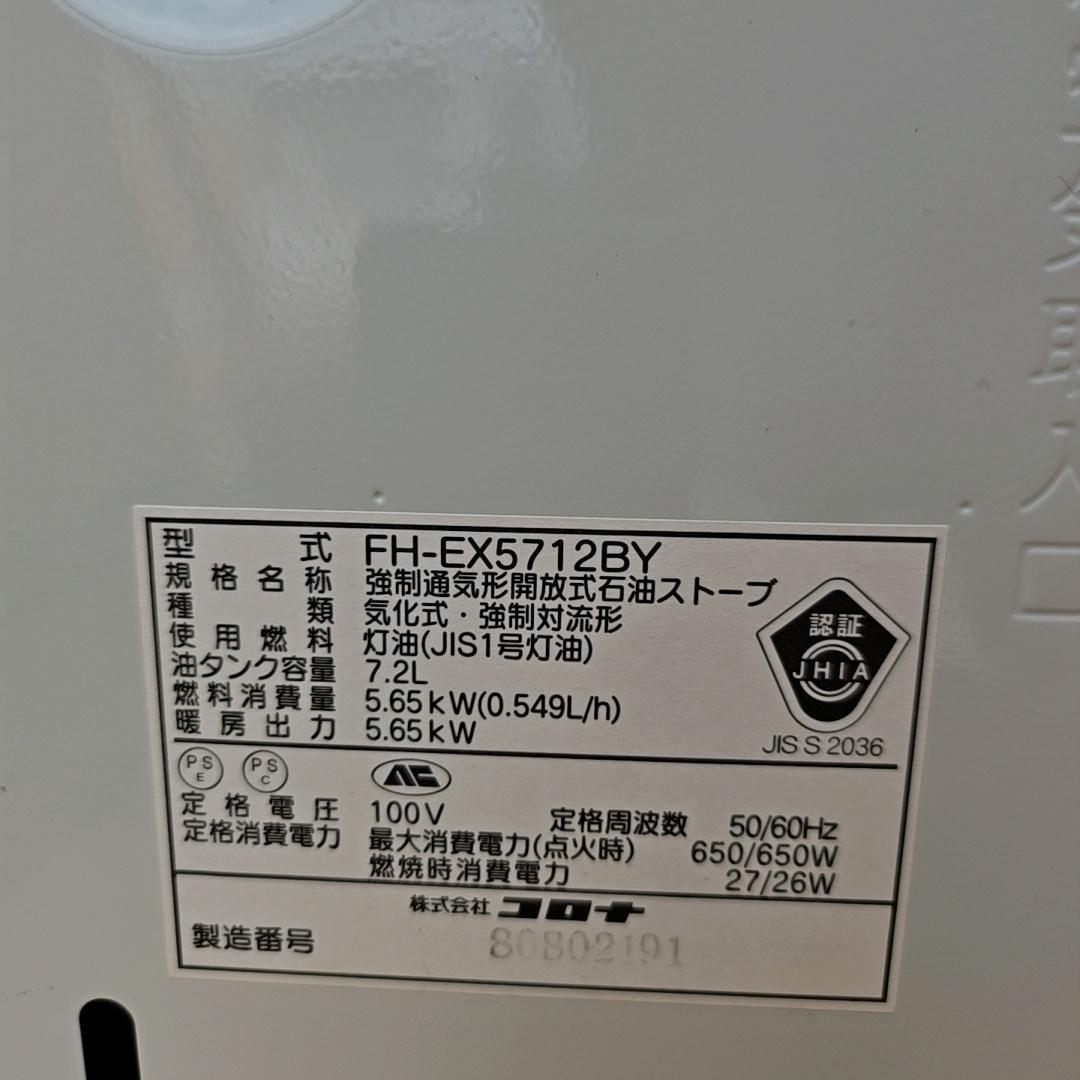 型式 FH-EX5712BY
規格名称 強制通気形開放式石油ストーブ
種類 気化式・強制対流形
使用燃料 灯油(JIS1号灯油)
油タンク容量 7.2L
燃料消費量 5.65kW(0.549L/h)
暖房出力 5.65kW
認証
JHIA
JIS S 2036
PS E PS C
定格電圧 100V 定格周波数 50/60Hz
定格消費電力 最大消費電力(点火時) 650/650W
燃焼時消費電力 27/26W
株式会社 コロナ
製造番号 80802191
気取入口